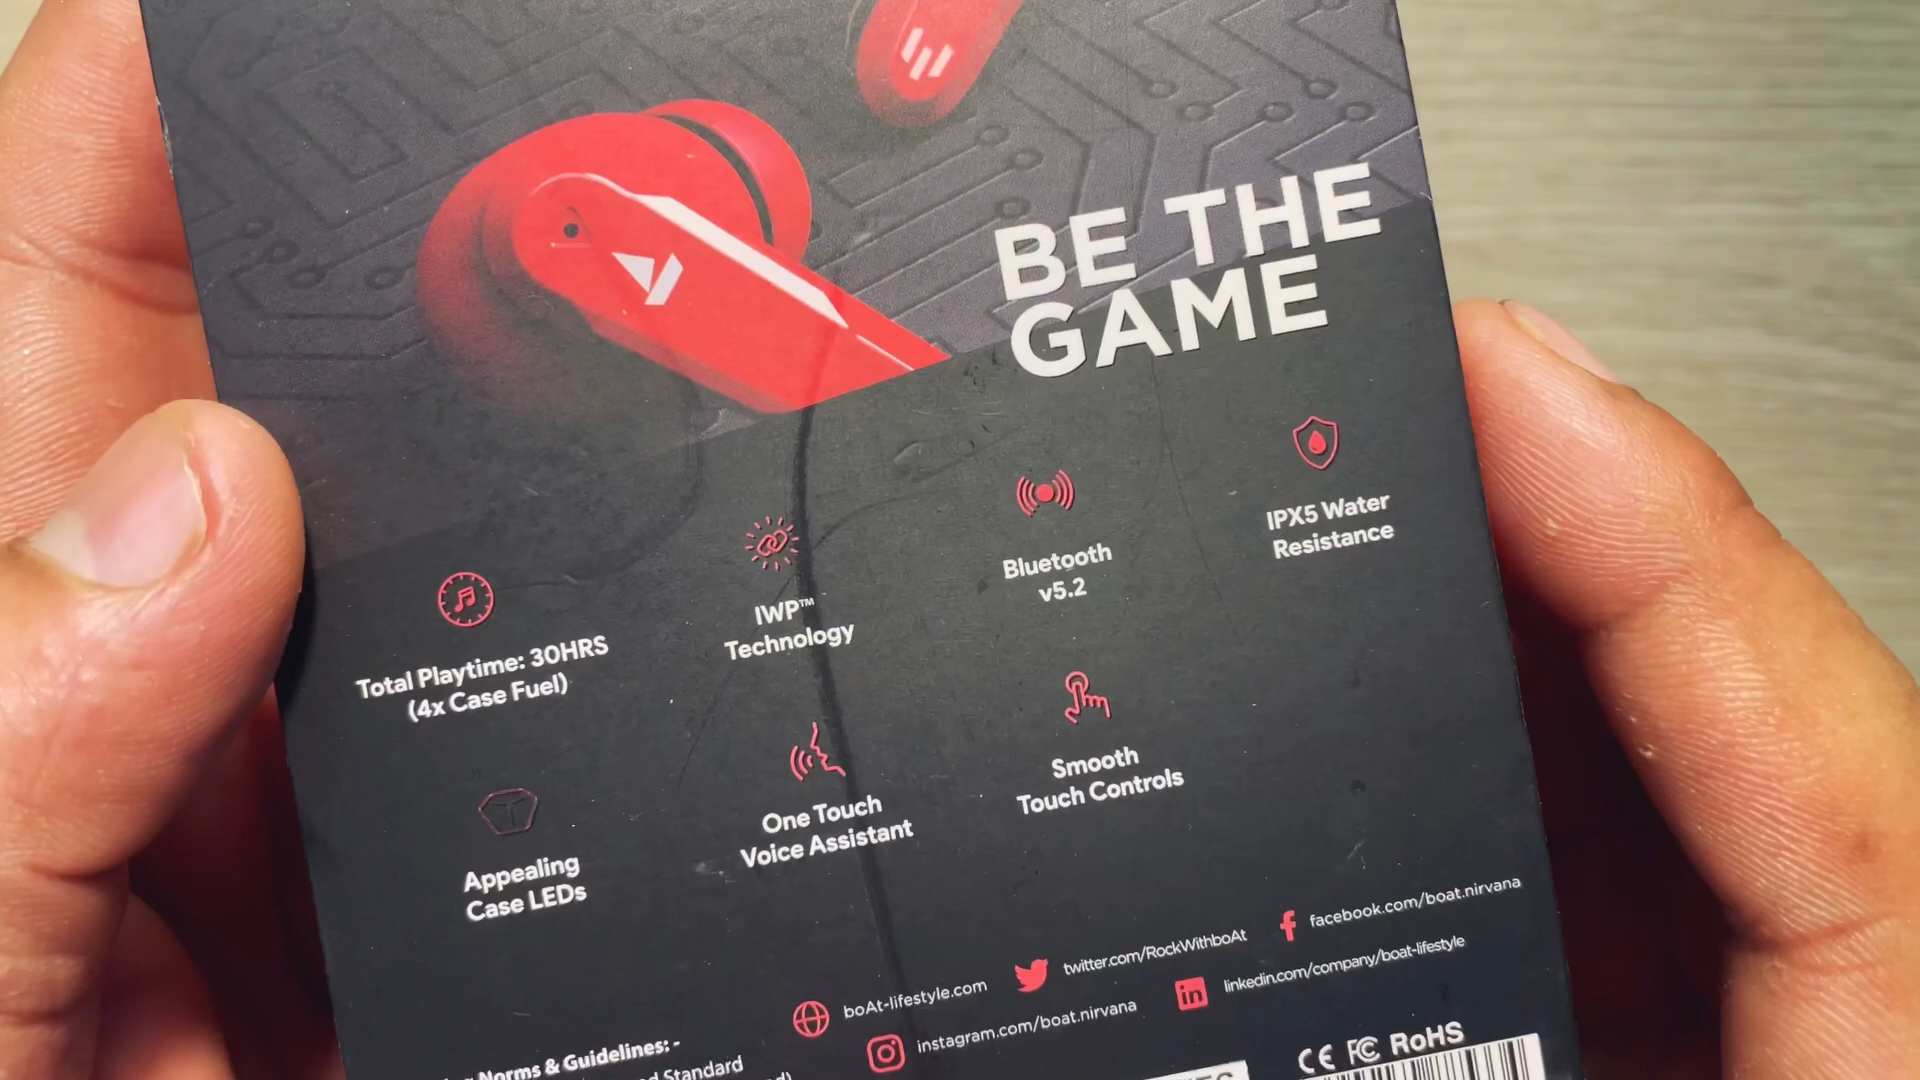 BE THE
GAME
Total Playtime: 30HRS
(4x Case Fuel)
IWP™
Technology
Bluetooth
v5.2
IPX5 Water
Resistance
Appealing
Case LEDs
One Touch
Voice Assistant
Smooth
Touch Controls
boAt-lifestyle.com
twitter.com/RockWithboAt
facebook.com/boat.nirvana
instagram.com/boat.nirvana
linkedin.com/company/boat-lifestyle
Norms & Guidelines: -
Standard
CE FC RoHS